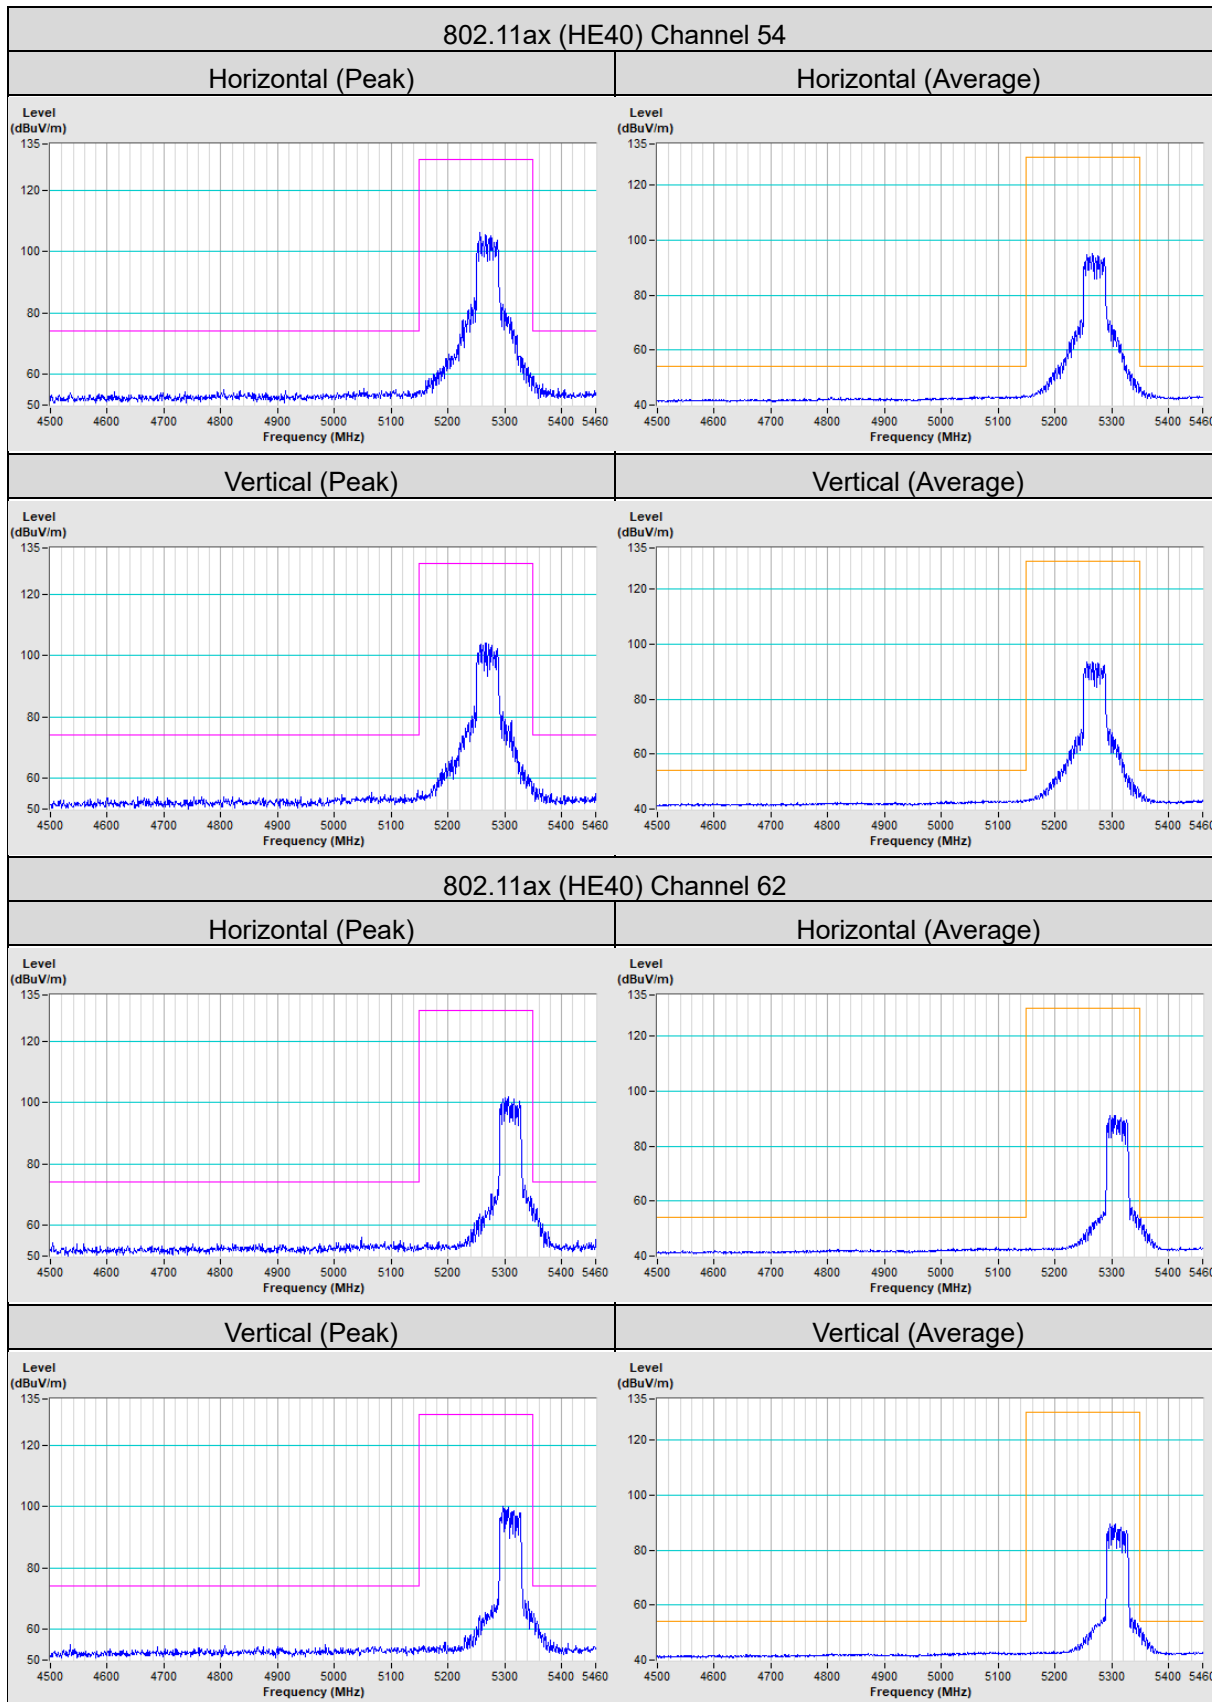 802.11ax (HE40) Channel 54
Horizontal (Peak) Horizontal (Average)
Level Level
(dBuV/m) (dBuV/m)
135 135
120 120
100 100
80 80
60 60
50 40
4500 4600 4700 4800 4900 5000 5100 5200 5300 5400 5460 4500 4600 4700 4800 4900 5000 5100 5200 5300 5400 5460
Frequency (MHz) Frequency (MHz)
Vertical (Peak) Vertical (Average)
Level Level
(dBuV/m) (dBuV/m)
135 135
120 120
100 100
80 80
60 60
50 40
4500 4600 4700 4800 4900 5000 5100 5200 5300 5400 5460 4500 4600 4700 4800 4900 5000 5100 5200 5300 5400 5460
Frequency (MHz) Frequency (MHz)
802.11ax (HE40) Channel 62
Horizontal (Peak) Horizontal (Average)
Level Level
(dBuV/m) (dBuV/m)
135 135
120 120
100 100
80 80
60 60
50 40
4500 4600 4700 4800 4900 5000 5100 5200 5300 5400 5460 4500 4600 4700 4800 4900 5000 5100 5200 5300 5400 5460
Frequency (MHz) Frequency (MHz)
Vertical (Peak) Vertical (Average)
Level Level
(dBuV/m) (dBuV/m)
135 135
120 120
100 100
80 80
60 60
50 40
4500 4600 4700 4800 4900 5000 5100 5200 5300 5400 5460 4500 4600 4700 4800 4900 5000 5100 5200 5300 5400 5460
Frequency (MHz) Frequency (MHz)